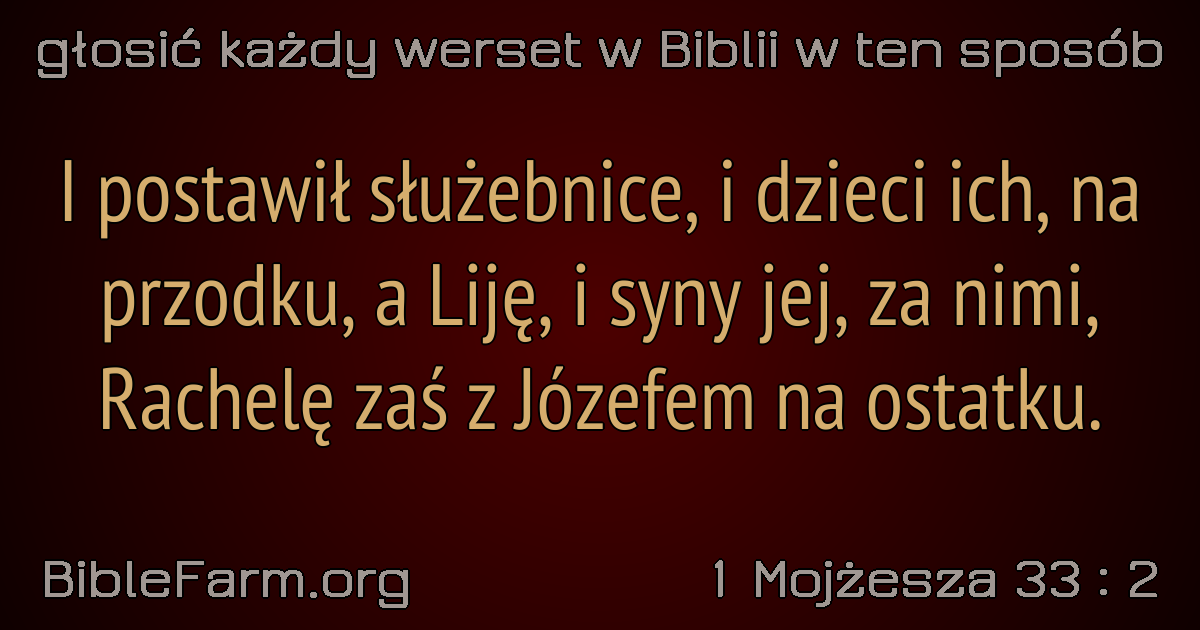 głosić każdy werset w Biblii w ten sposób
I postawił służebnice, i dzieci ich, na
przodku, a Liję, i syny jej, za nimi,
Rachelę zaś z Józefem na ostatku.
BibleFarm.org
1 Mojżesza 33 : 2